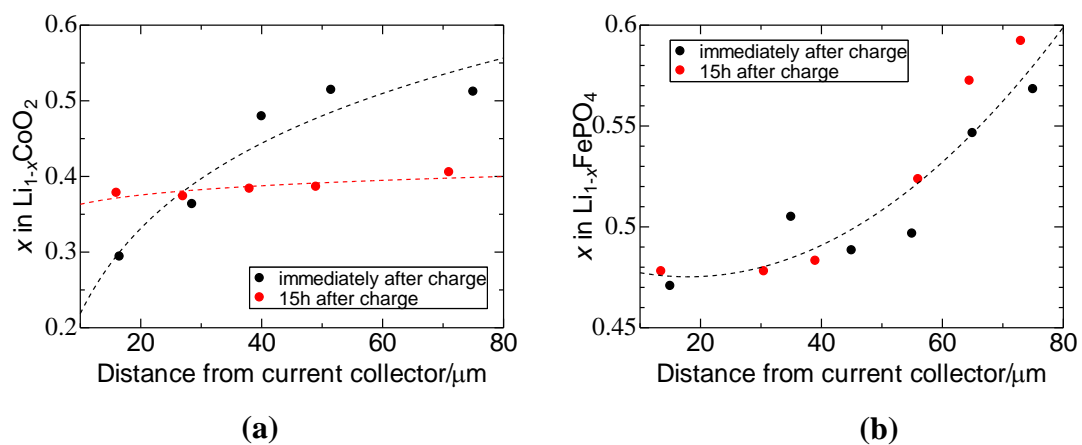 0.6
0.5
0.4
0.3
0.2
x in Li1-xCoO2
immediately after charge
15h after charge
20 40 60 80
Distance from current collector/μm
(a)
0.6
0.55
0.5
0.45
x in Li1-xFePO4
immediately after charge
15h after charge
20 40 60 80
Distance from current collector/μm
(b)